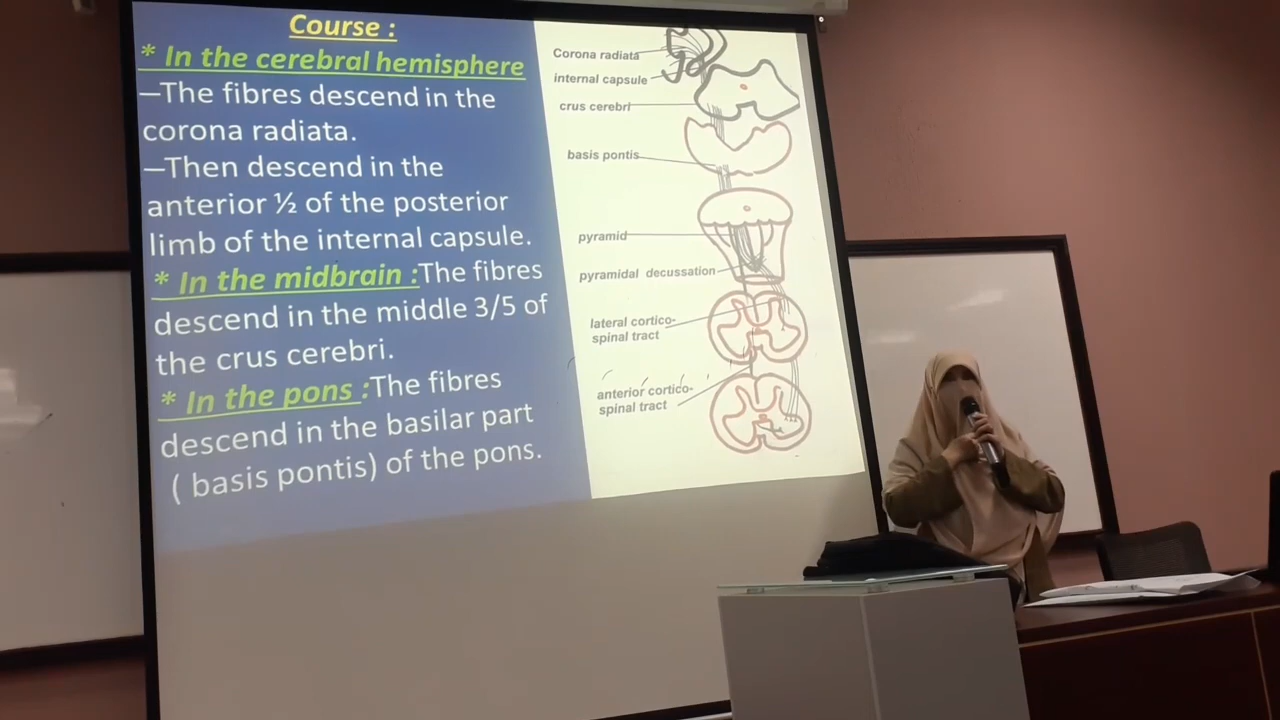 Course :
* In the cerebral hemisphere
–The fibres descend in the
corona radiata.
–Then descend in the
anterior ½ of the posterior
limb of the internal capsule.
* In the midbrain :The fibres
descend in the middle 3/5 of
the crus cerebri.
* In the pons :The fibres
descend in the basilar part
( basis pontis) of the pons.
Corona radiata
internal capsule
crus cerebri
basis pontis
pyramid
pyramidal decussation
lateral cortico-
spinal tract
anterior cortico-
spinal tract